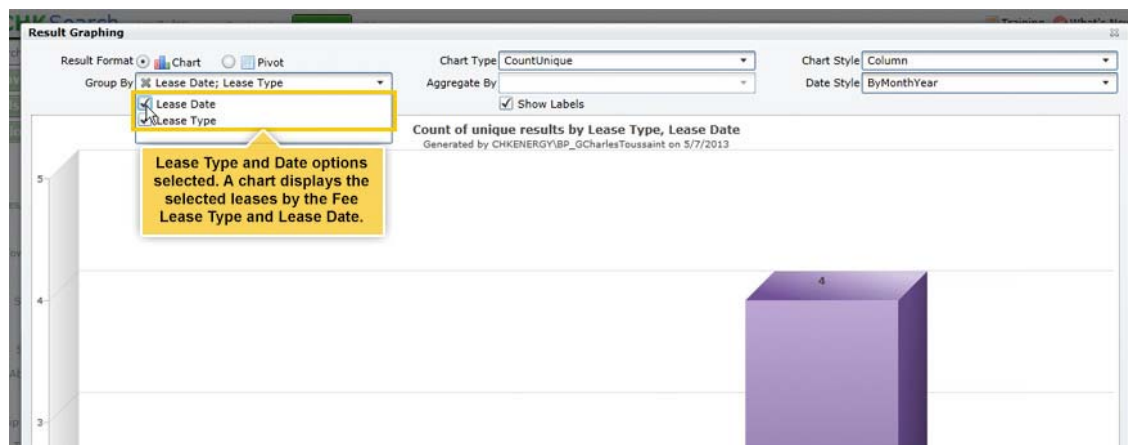 CHKSearch
Training
What's New
Result Graphing
Result Format Chart Pivot
Chart Type CountUnique
Chart Style Column
Group By Lease Date; Lease Type
Aggregate By
Date Style ByMonthYear
Lease Date
Lease Type
Show Labels
Count of unique results by Lease Type, Lease Date
Generated by CHKENERGY\BP_GCharlesToussaint on 5/7/2013
Lease Type and Date options
selected. A chart displays the
selected leases by the Fee
Lease Type and Lease Date.
5
4
4
3